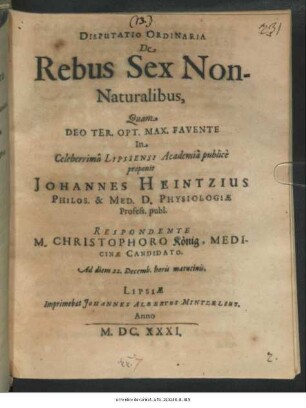 (13.)
DISPUTATIO ORDINARIA
De
Rebus Sex Non-
Naturalibus,
Quam
DEO TER. OPT. MAX. FAVENTE
In
Celeberrimâ LIPSIENSI Academiâ publicè
proponit
JOHANNES HEINTZIUS
PHILOS. & MED. D. PHYSIOLOGIÆ
Profess. publ.
RESPONDENTE
M. CHRISTOPHORO König, MEDI-
CINÆ CANDIDATO.
Ad diem 22. Decemb. horis matutinis.
LIPSIÆ
Imprimebat JOHANNES ALBERTUS MINTZELIUS.
Anno
M. DC. XXXI.
2.